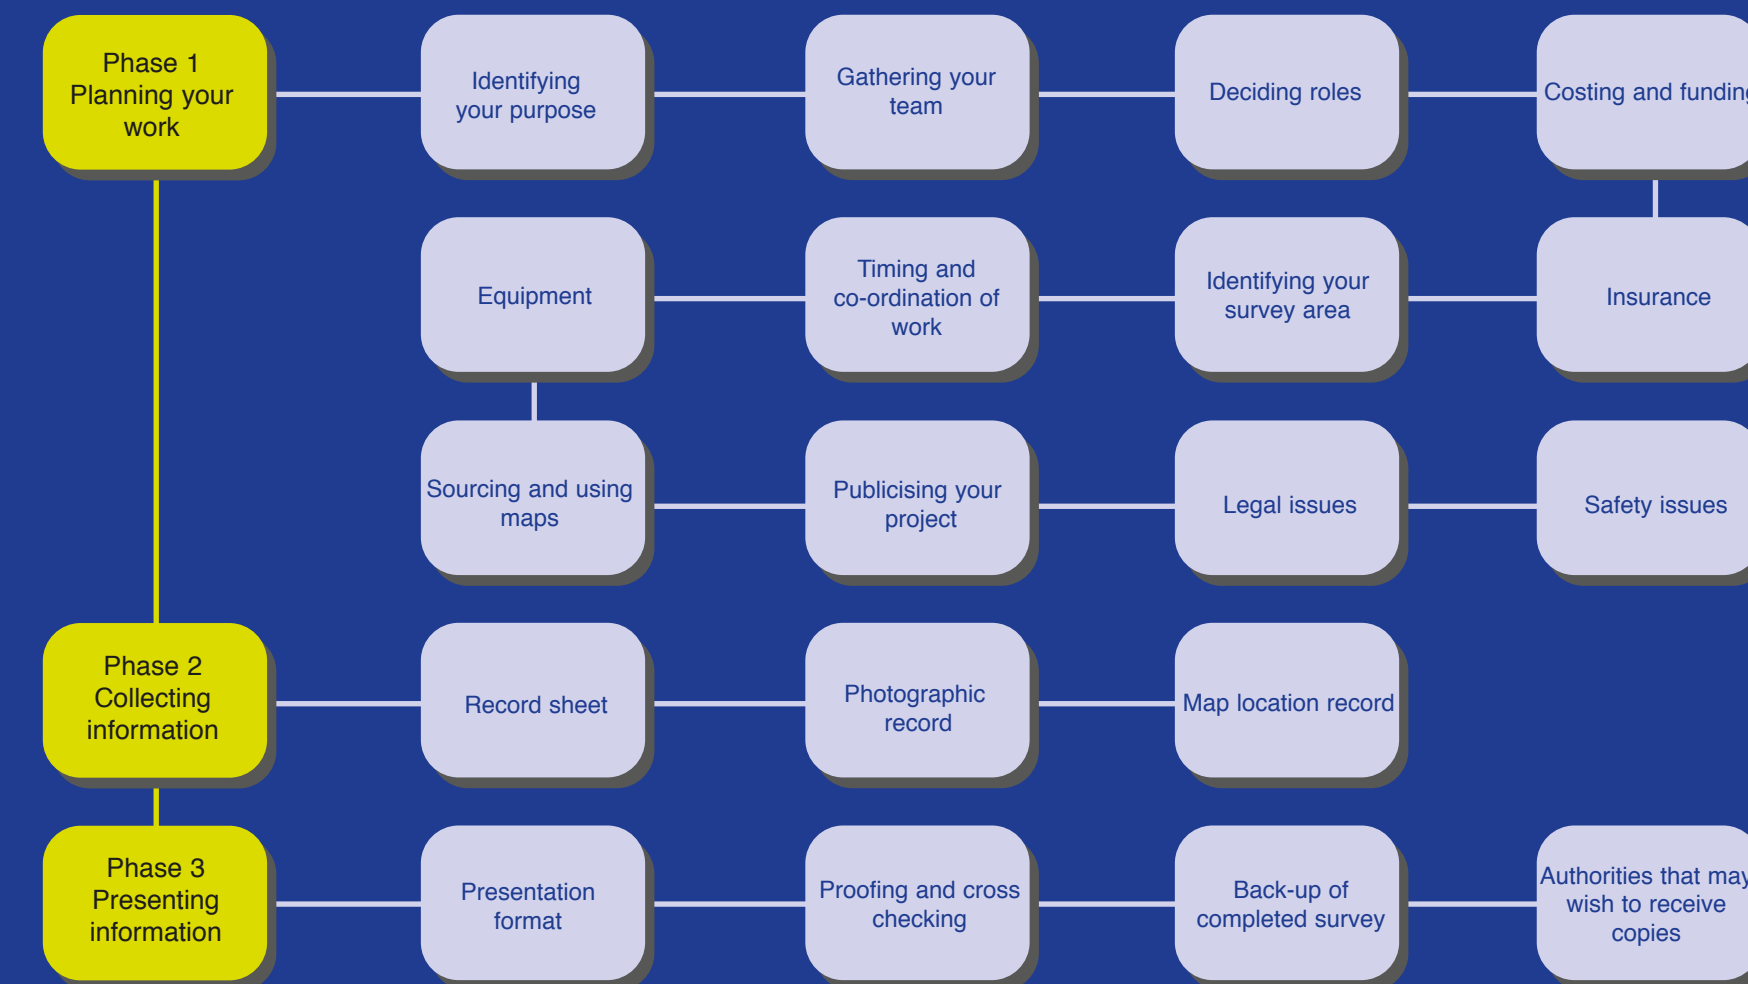 Phase 1
Planning your
work
Identifying
your purpose
Gathering your
team
Deciding roles
Costing and funding
Equipment
Timing and
co-ordination of
work
Identifying your
survey area
Insurance
Sourcing and using
maps
Publicising your
project
Legal issues
Safety issues
Phase 2
Collecting
information
Record sheet
Photographic
record
Map location record
Phase 3
Presenting
information
Presentation
format
Proofing and cross
checking
Back-up of
completed survey
Authorities that may
wish to receive
copies